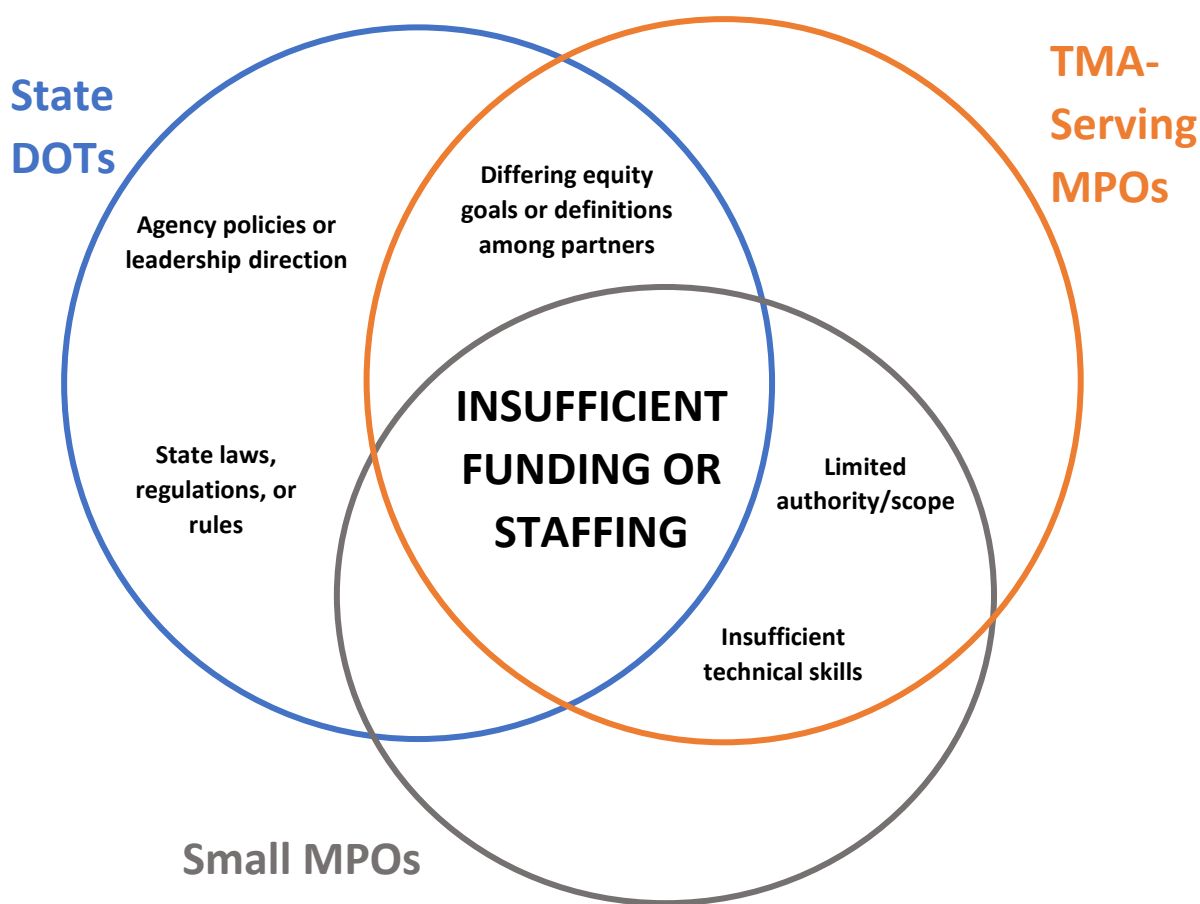 State
DOTs
TMA-
Serving
MPOs
Differing equity
goals or definitions
among partners
Agency policies or
leadership direction
INSUFFICIENT
FUNDING OR
STAFFING
State laws,
regulations, or
rules
Limited
authority/scope
Insufficient
technical skills
Small MPOs